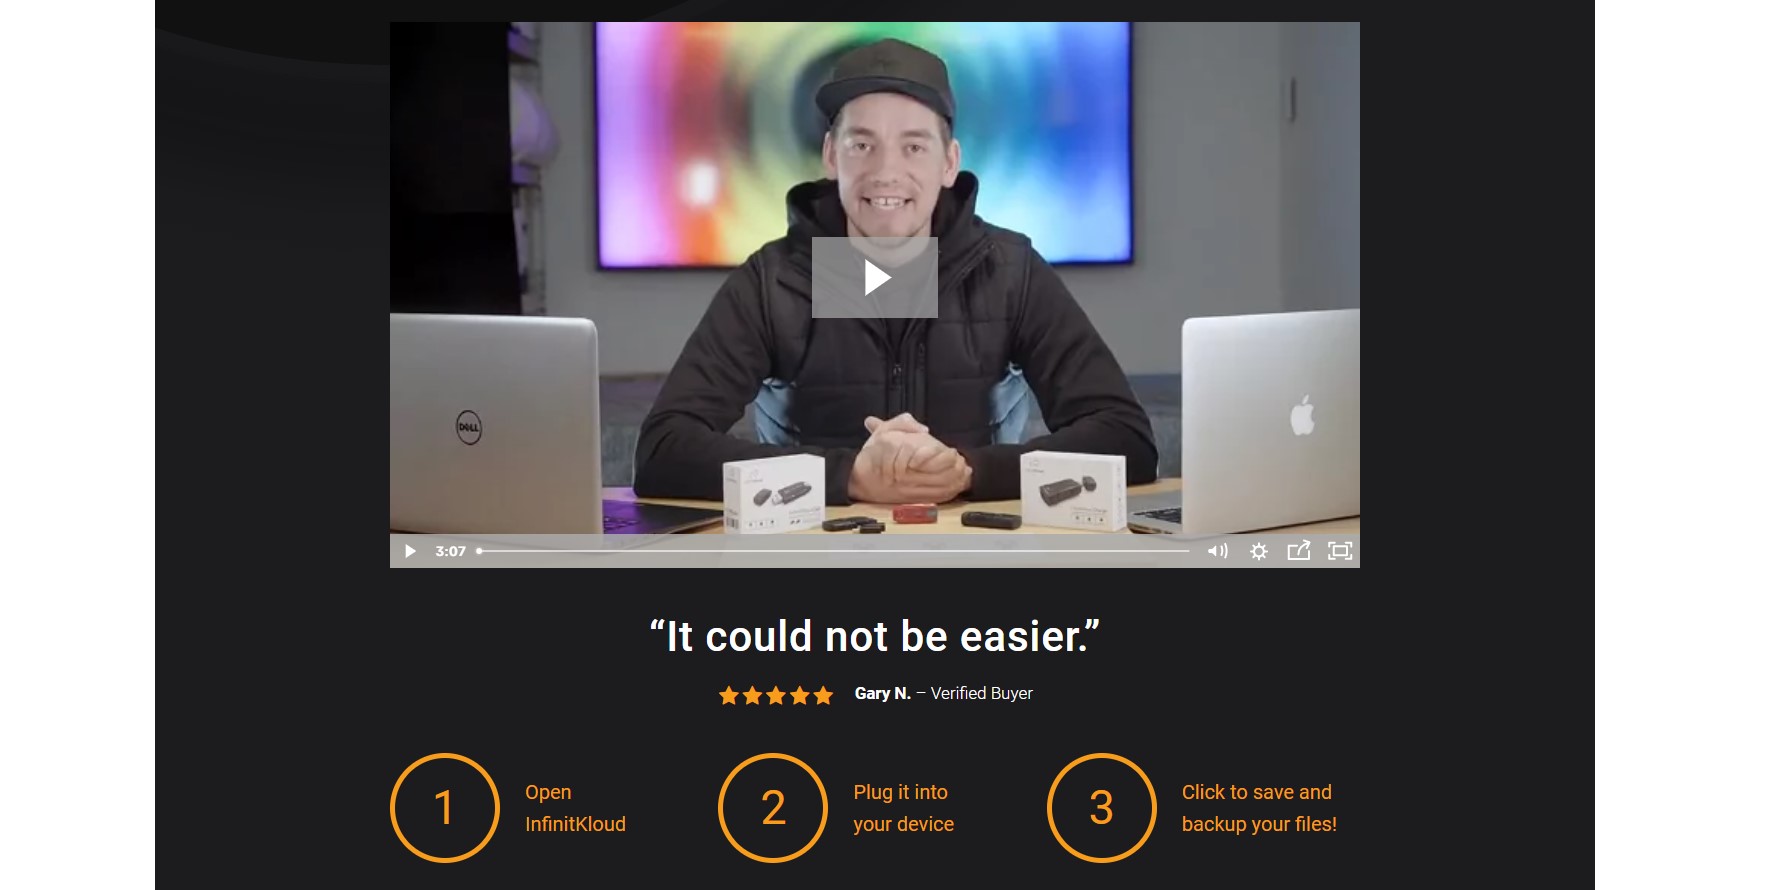 DELL
3:07
“It could not be easier.”
Gary N. – Verified Buyer
1
Open
InfinitKloud
2
Plug it into
your device
3
Click to save and
backup your files!